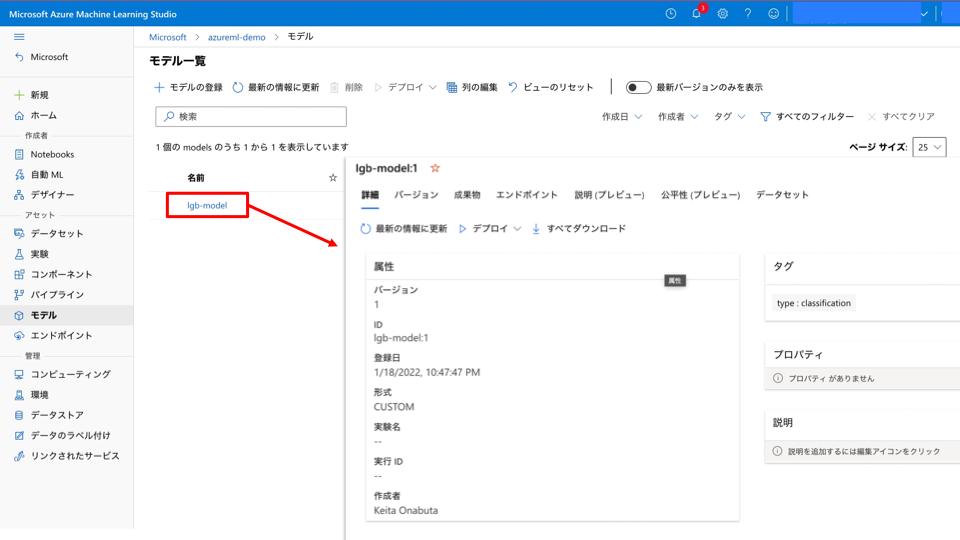 Microsoft Azure Machine Learning Studio
3
Microsoft
新規
ホーム
作成者
Notebooks
自動 ML
デザイナー
アセット
データセット
実験
コンポーネント
パイプライン
モデル
エンドポイント
管理
コンピューティング
環境
データストア
データのラベル付け
リンクされたサービス
Microsoft > azureml-demo > モデル
モデル一覧
モデルの登録 最新の情報に更新 削除 デプロイ 列の編集 ビューのリセット 最新バージョンのみを表示
検索
作成日 作成者 タグ すべてのフィルター すべてクリア
1 個の models のうち 1 から 1 を表示しています
ページ サイズ: 25
名前
lgb-model
lgb-model:1
詳細 バージョン 成果物 エンドポイント 説明 (プレビュー) 公平性 (プレビュー) データセット
最新の情報に更新 デプロイ すべてダウンロード
属性
属性
バージョン
1
ID
lgb-model:1
登録日
1/18/2022, 10:47:47 PM
形式
CUSTOM
実験名
--
実行 ID
--
作成者
Keita Onabuta
タグ
type : classification
プロパティ
プロパティ がありません
説明
説明を追加するには編集アイコンをクリック